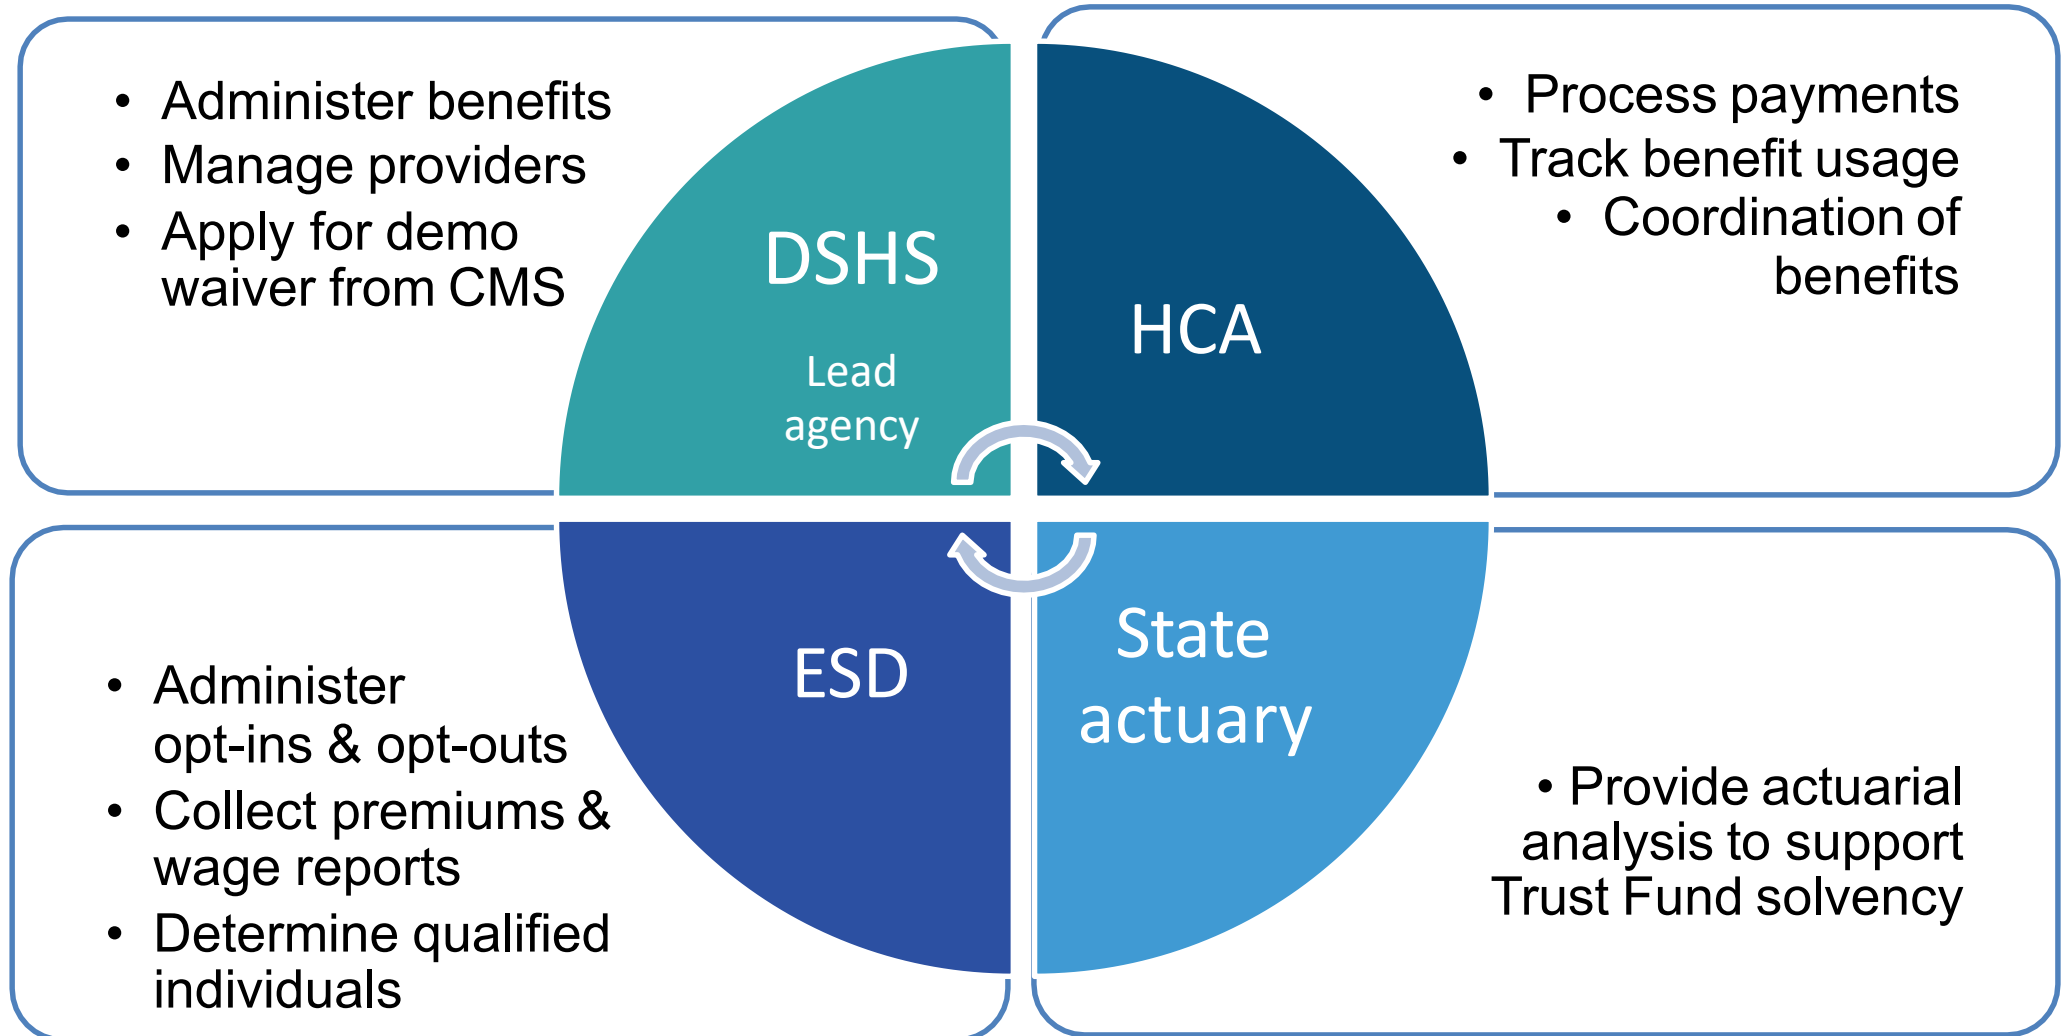 • Administer benefits
• Manage providers
• Apply for demo
waiver from CMS
DSHS
Lead
agency
• Process payments
• Track benefit usage
• Coordination of
benefits
HCA
• Administer
opt-ins & opt-outs
• Collect premiums &
wage reports
• Determine qualified
individuals
ESD
State
actuary
• Provide actuarial
analysis to support
Trust Fund solvency